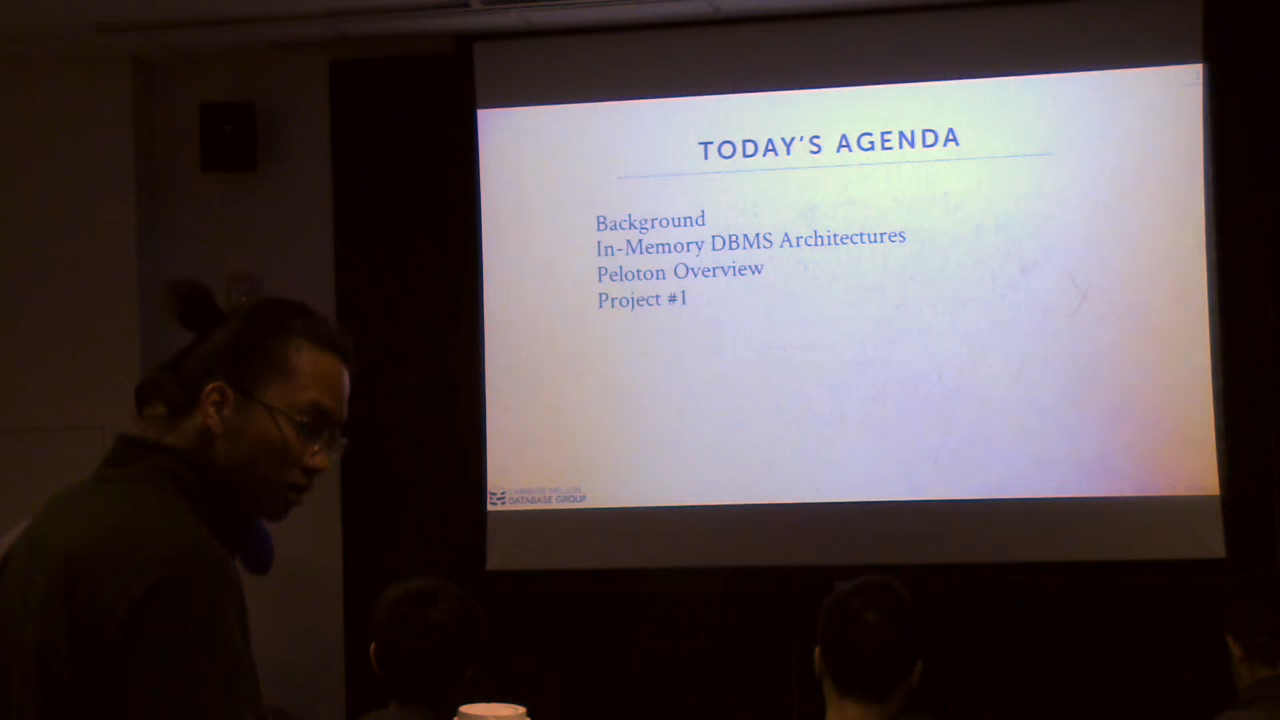 TODAY'S AGENDA
Background
In-Memory DBMS Architectures
Peloton Overview
Project #1
CARNEGIE MELLON
DATABASE GROUP